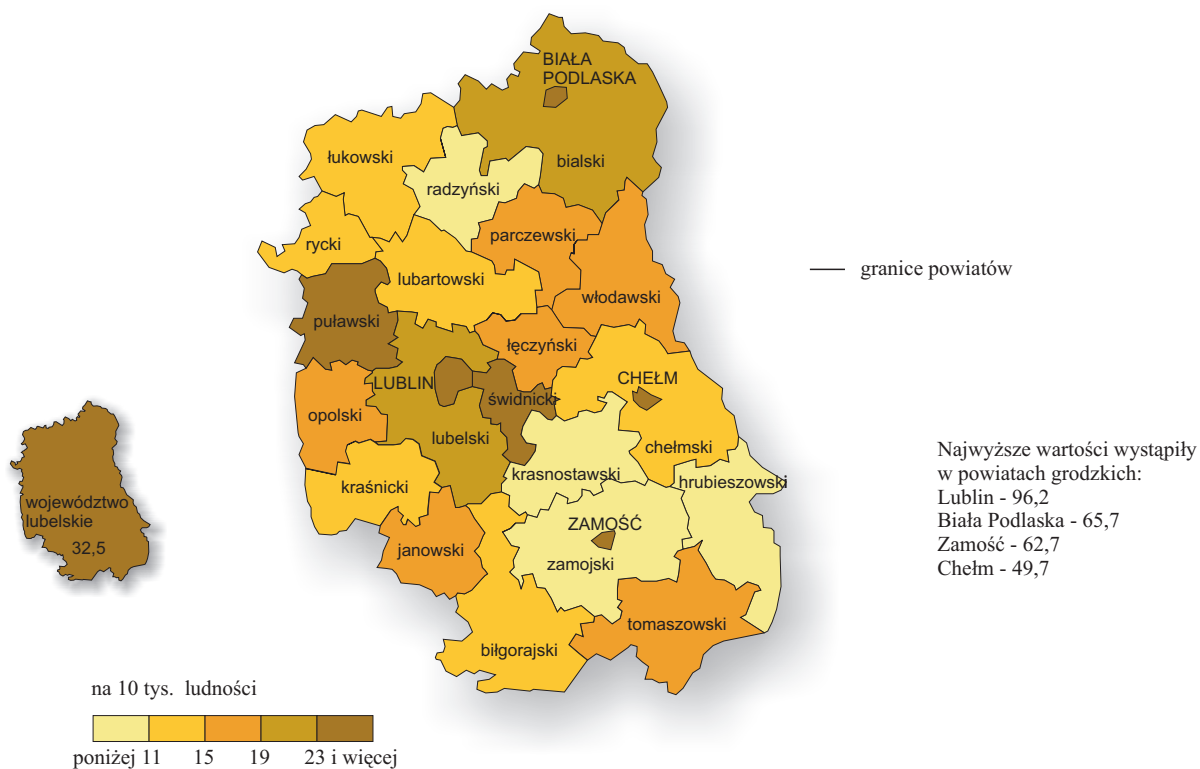 BIAŁA
PODLASKA
łukowski
bialski
radzyński
parczewski
rycki
lubartowski
włodawski
granice powiatów
puławski
łęczyński
LUBLIN
CHEŁM
świdnicki
opolski
lubelski
chełmski
krasnostawski
hrubieszowski
kraśnicki
ZAMOŚĆ
janowski
zamojski
tomaszowski
biłgorajski
województwo
lubelskie
32,5
Najwyższe wartości wystąpiły
w powiatach grodzkich:
Lublin - 96,2
Biała Podlaska - 65,7
Zamość - 62,7
Chełm - 49,7
na 10 tys. ludności
poniżej 11 15 19 23 i więcej